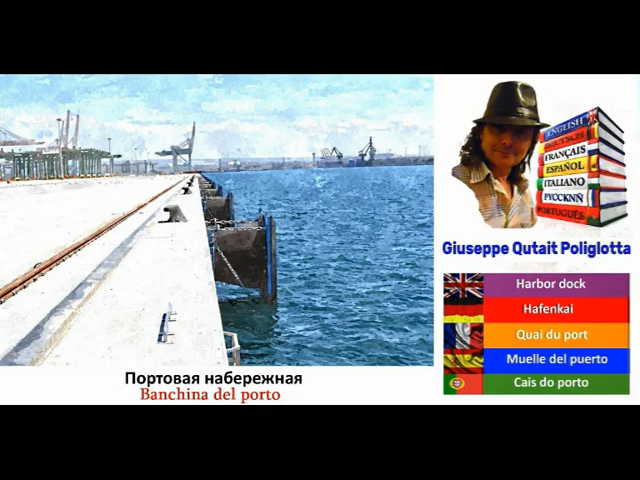 ENGLISH
DEUTSCH
FRANÇAIS
ESPAÑOL
ITALIANO
PORTUGUÊS
Giuseppe Qutait Poliglotta
Harbor dock
Hafenkai
Quai du port
Muelle del puerto
Cais do porto
Портовая набережная
Banchina del porto